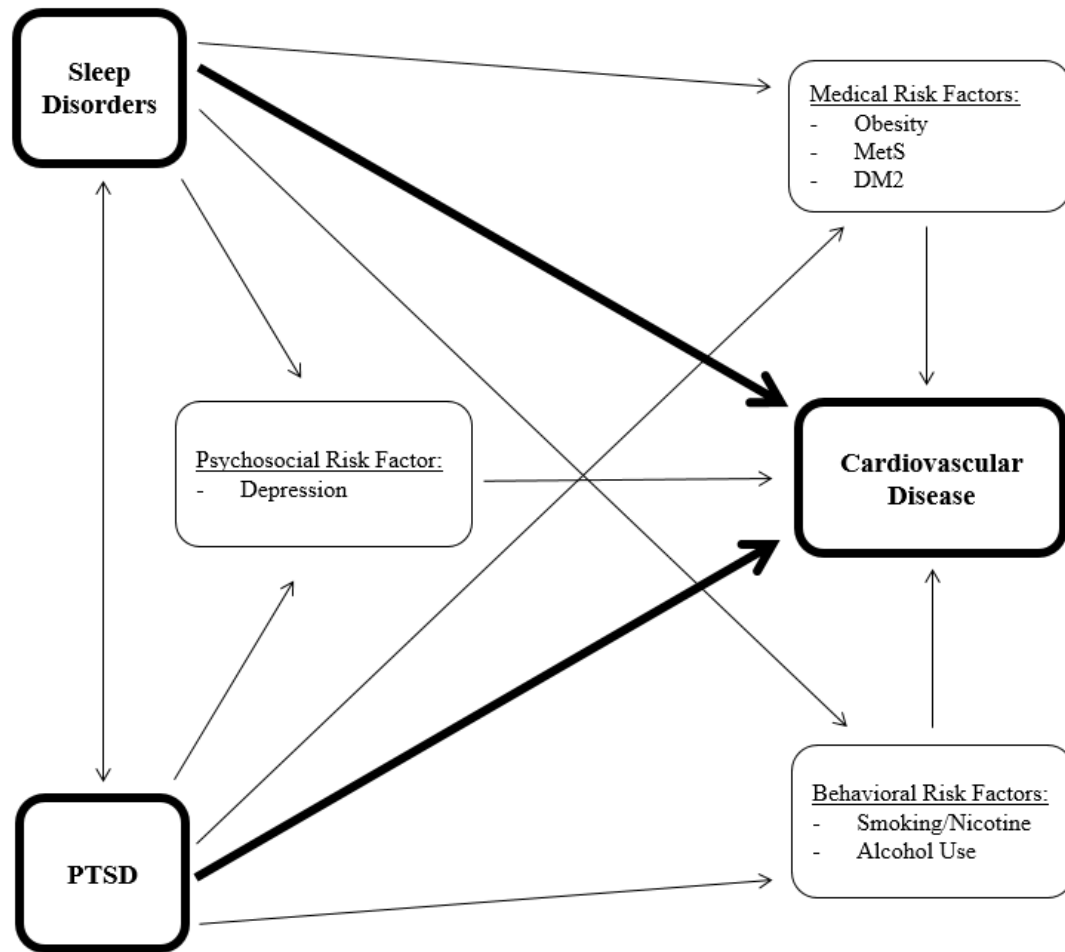 Sleep
Disorders
Medical Risk Factors:
- Obesity
- MetS
- DM2
Psychosocial Risk Factor:
- Depression
Cardiovascular
Disease
PTSD
Behavioral Risk Factors:
- Smoking/Nicotine
- Alcohol Use